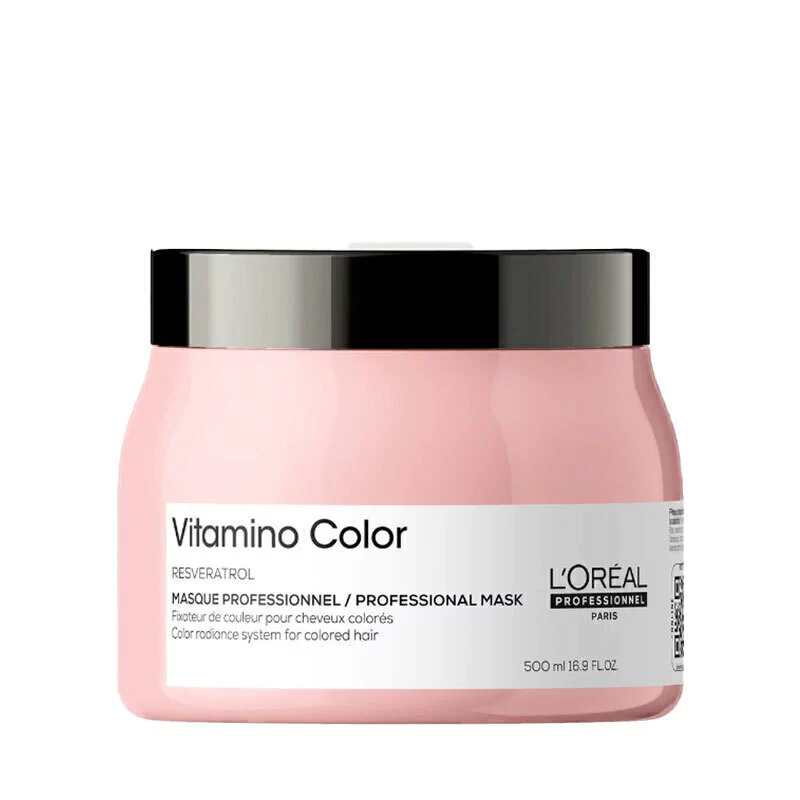 Vitamino Color
RESVERATROL
MASQUE PROFESSIONNEL / PROFESSIONAL MASK
Fixateur de couleur pour cheveux colorés
Color radiance system for colored hair
L'ORÉAL
PROFESSIONNEL
PARIS
500 ml 16.9 FL.OZ.